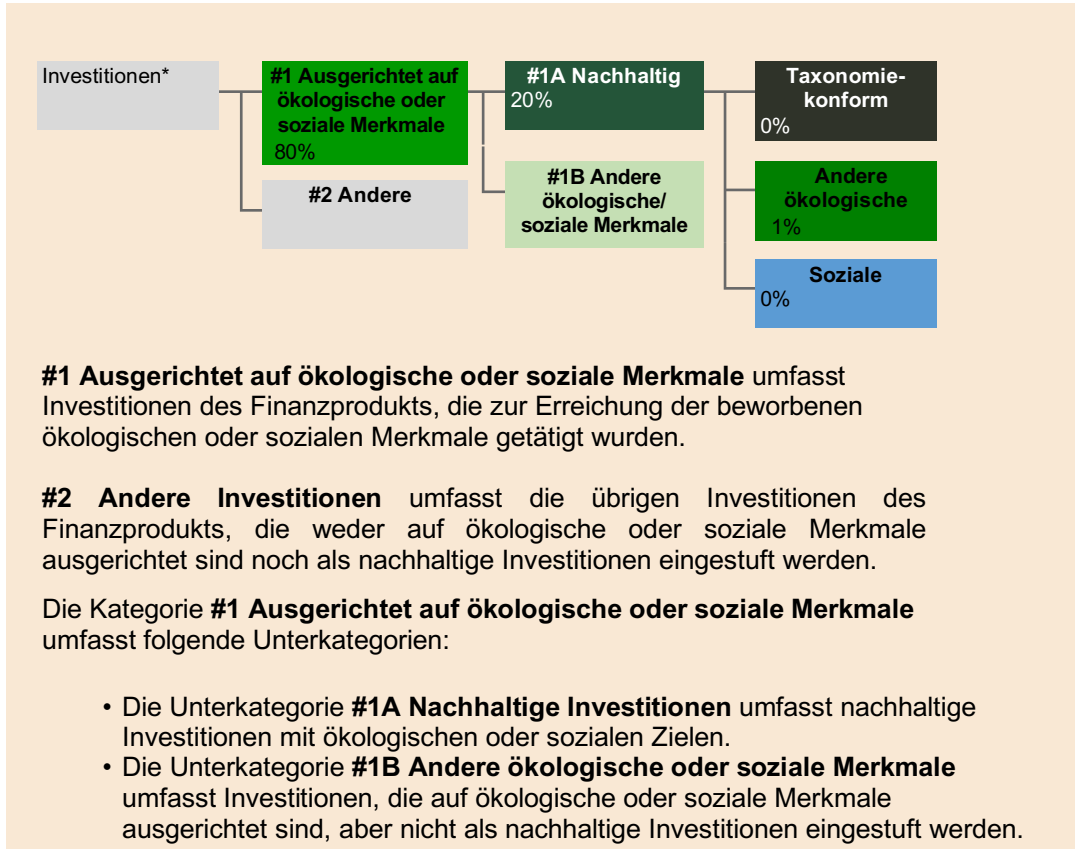 Investitionen*
#1 Ausgerichtet auf
ökologische oder
soziale Merkmale
80%
#2 Andere
#1A Nachhaltig
20%
#1B Andere
ökologische/
soziale Merkmale
Taxonomie-
konform
0%
Andere
ökologische
1%
Soziale
0%
#1 Ausgerichtet auf ökologische oder soziale Merkmale umfasst
Investitionen des Finanzprodukts, die zur Erreichung der beworbenen
ökologischen oder sozialen Merkmale getätigt wurden.
#2 Andere Investitionen umfasst die übrigen Investitionen des
Finanzprodukts, die weder auf ökologische oder soziale Merkmale
ausgerichtet sind noch als nachhaltige Investitionen eingestuft werden.
Die Kategorie #1 Ausgerichtet auf ökologische oder soziale Merkmale
umfasst folgende Unterkategorien:
• Die Unterkategorie #1A Nachhaltige Investitionen umfasst nachhaltige
Investitionen mit ökologischen oder sozialen Zielen.
• Die Unterkategorie #1B Andere ökologische oder soziale Merkmale
umfasst Investitionen, die auf ökologische oder soziale Merkmale
ausgerichtet sind, aber nicht als nachhaltige Investitionen eingestuft werden.